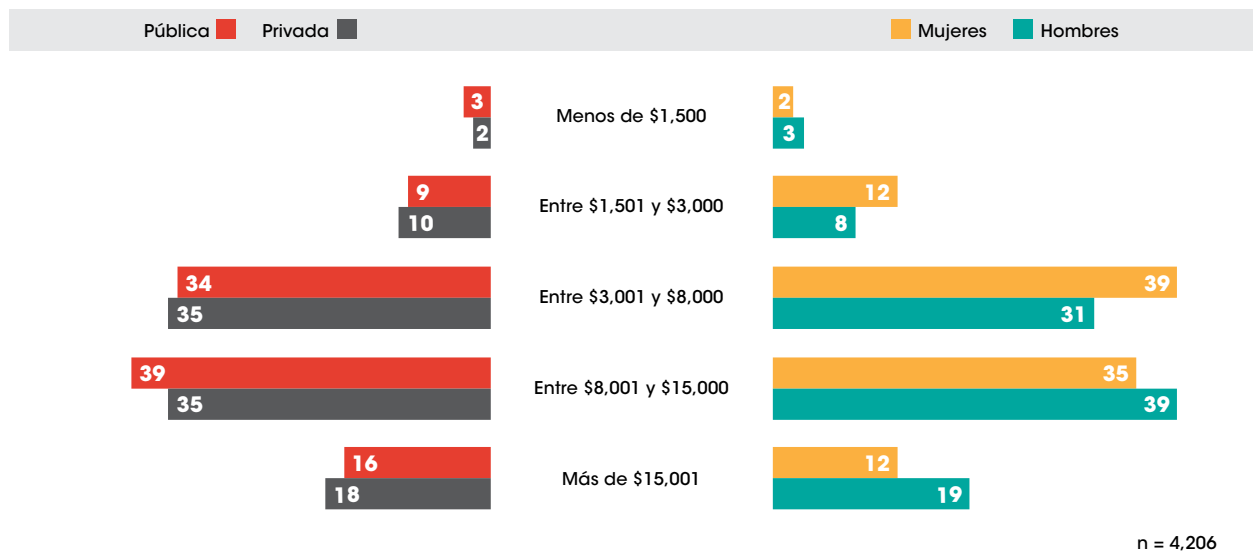 Pública Privada Mujeres Hombres
3 2
Menos de $1,500
2 3
9 12
Entre $1,501 y $3,000
10 8
34 39
Entre $3,001 y $8,000
35 31
39 35
Entre $8,001 y $15,000
35 39
16 12
Más de $15,001
18 19
n = 4,206